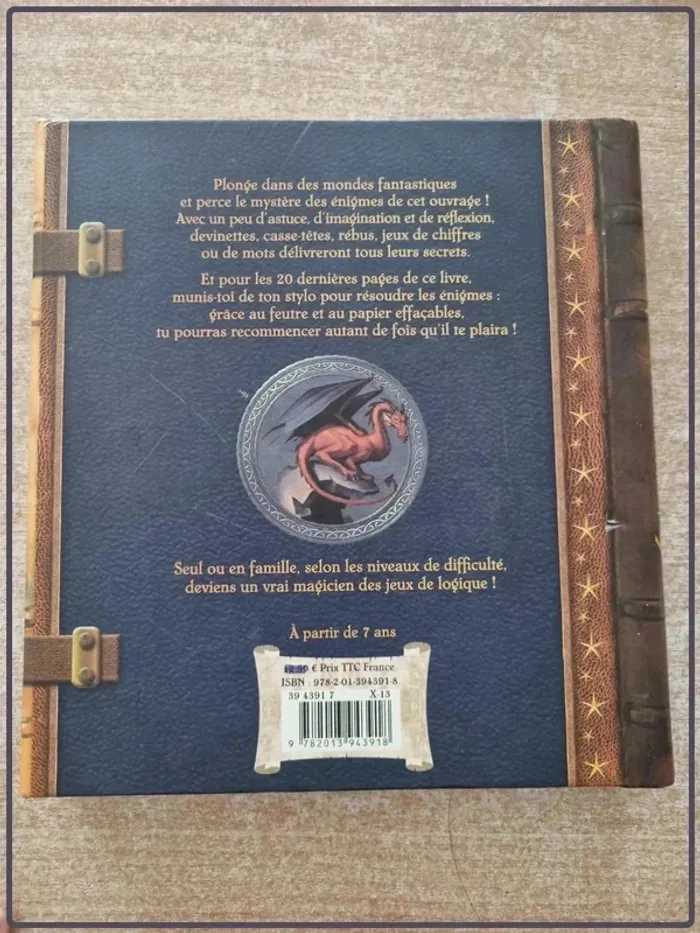 Plonge dans des mondes fantastiques
et perce le mystère des énigmes de cet ouvrage !
Avec un peu d'astuce, d'imagination et de réflexion,
devinettes, casse-têtes, rébus, jeux de chiffres
ou de mots délivreront tous leurs secrets.
Et pour les 20 dernières pages de ce livre,
munis-toi de ton stylo pour résoudre les énigmes :
grâce au feutre et au papier effaçables,
tu pourras recommencer autant de fois qu'il te plaira !
Seul ou en famille, selon les niveaux de difficulté,
deviens un vrai magicien des jeux de logique !
À partir de 7 ans
€ Prix TTC France
ISBN : 978-2-01-394391-8
39 4391 7 X-13
9 782013 943918